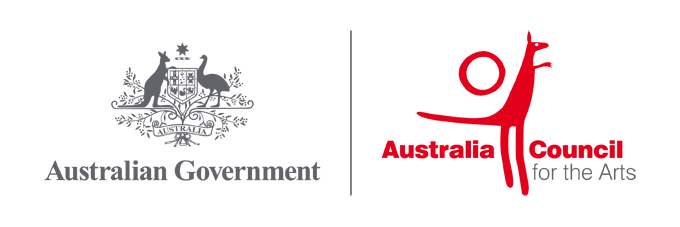 AUSTRALIA
Australian Government
Australia Council
for the Arts